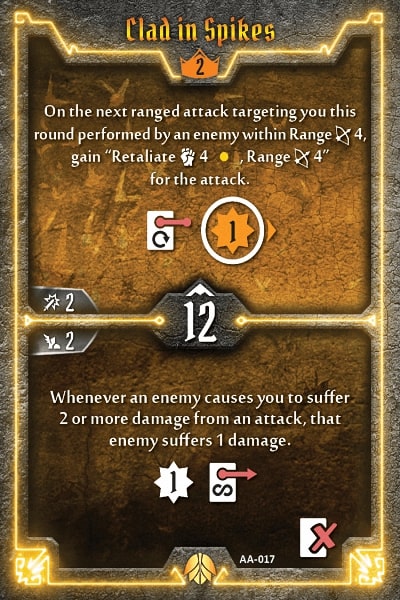 Clad in Spikes
2
On the next ranged attack targeting you this
round performed by an enemy within Range 4,
gain “Retaliate 4 , Range 4”
for the attack.
1
2
12
2
Whenever an enemy causes you to suffer
2 or more damage from an attack, that
enemy suffers 1 damage.
1
AA-017